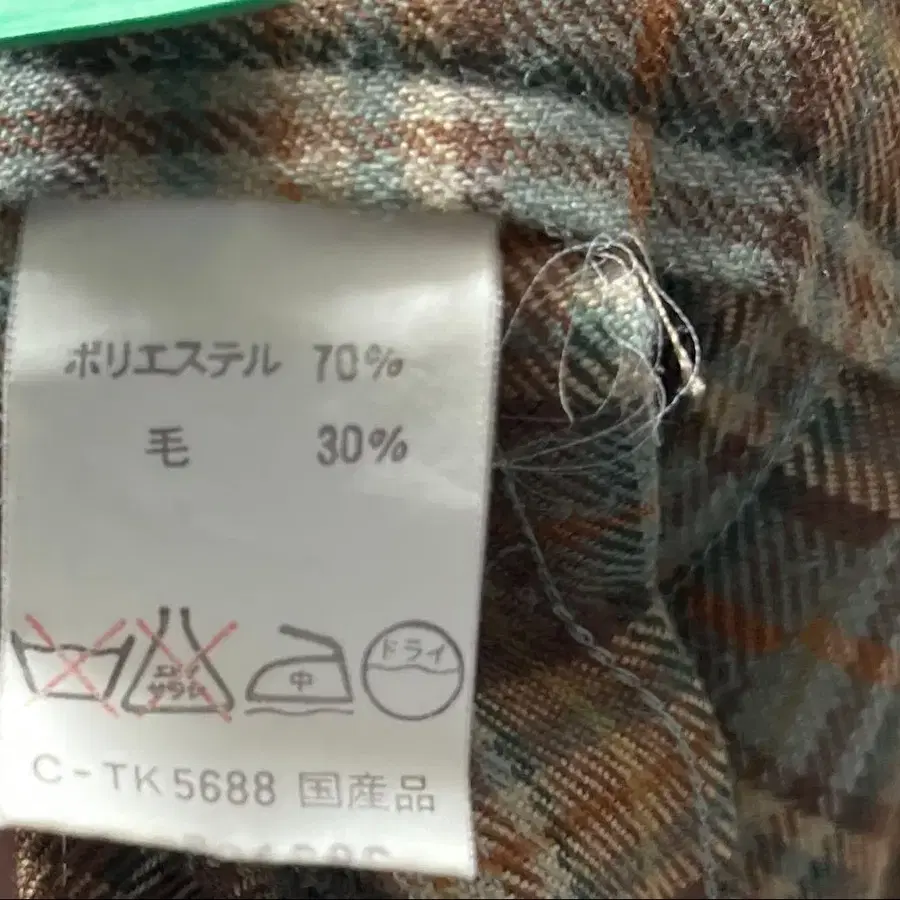 ポリエステル 70%
毛 30%
エンソ サラシ
中
ドライ
C-TK5688 国産品